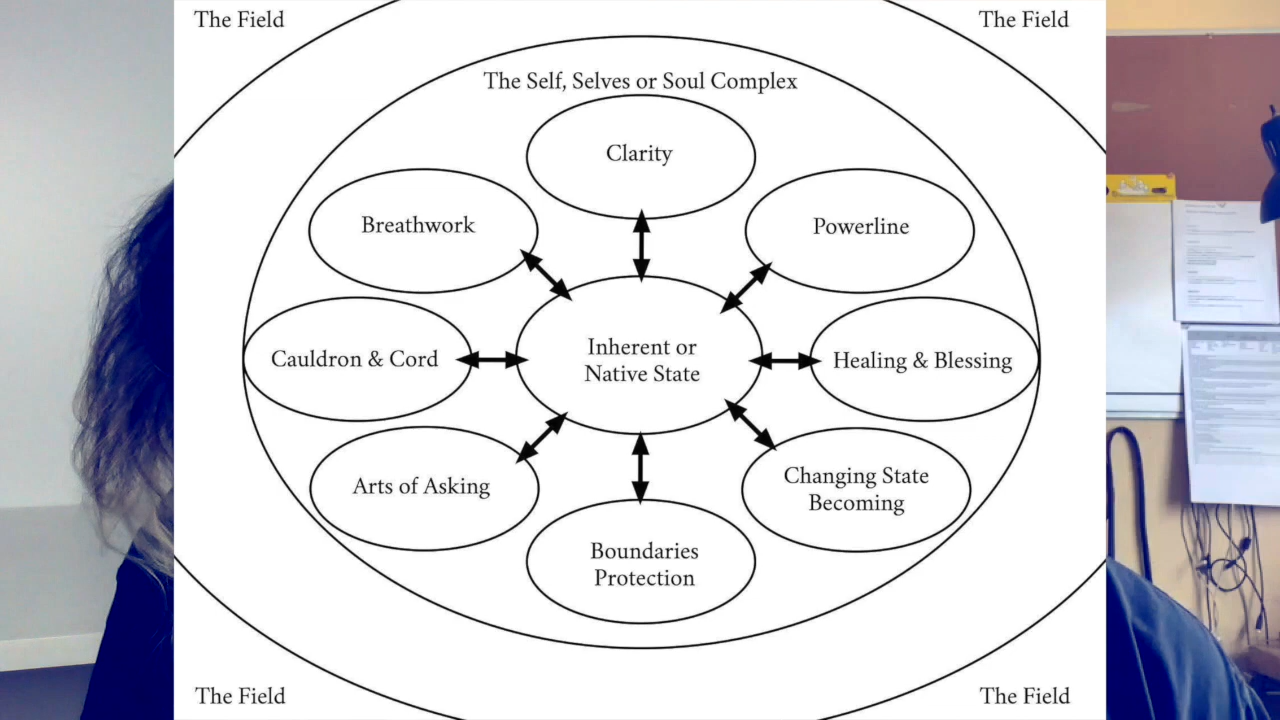 The Field
The Field
The Self, Selves or Soul Complex
Clarity
Breathwork
Powerline
Inherent or
Native State
Cauldron & Cord
Healing & Blessing
Arts of Asking
Changing State
Becoming
Boundaries
Protection
The Field
The Field